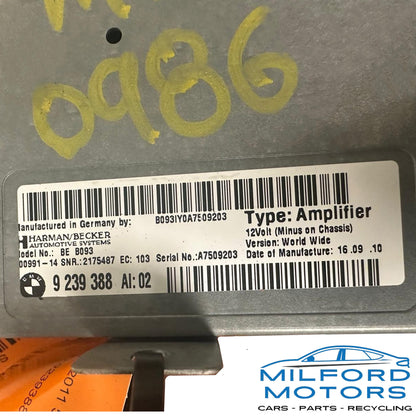 0986
Manufactured in Germany by:
B093IY0A7509203
Type: Amplifier
HARMAN/BECKER
AUTOMOTIVE SYSTEMS
12Volt (Minus on Chassis)
Version: World Wide
Model No.: BE B093
00991-14 SNR.:2175487 EC: 103 Serial No.:A7509203
Date of Manufacture: 16 .09 .10
9 239 388 AI: 02
2011
MILFORD
MOTORS
CARS - PARTS - RECYCLING